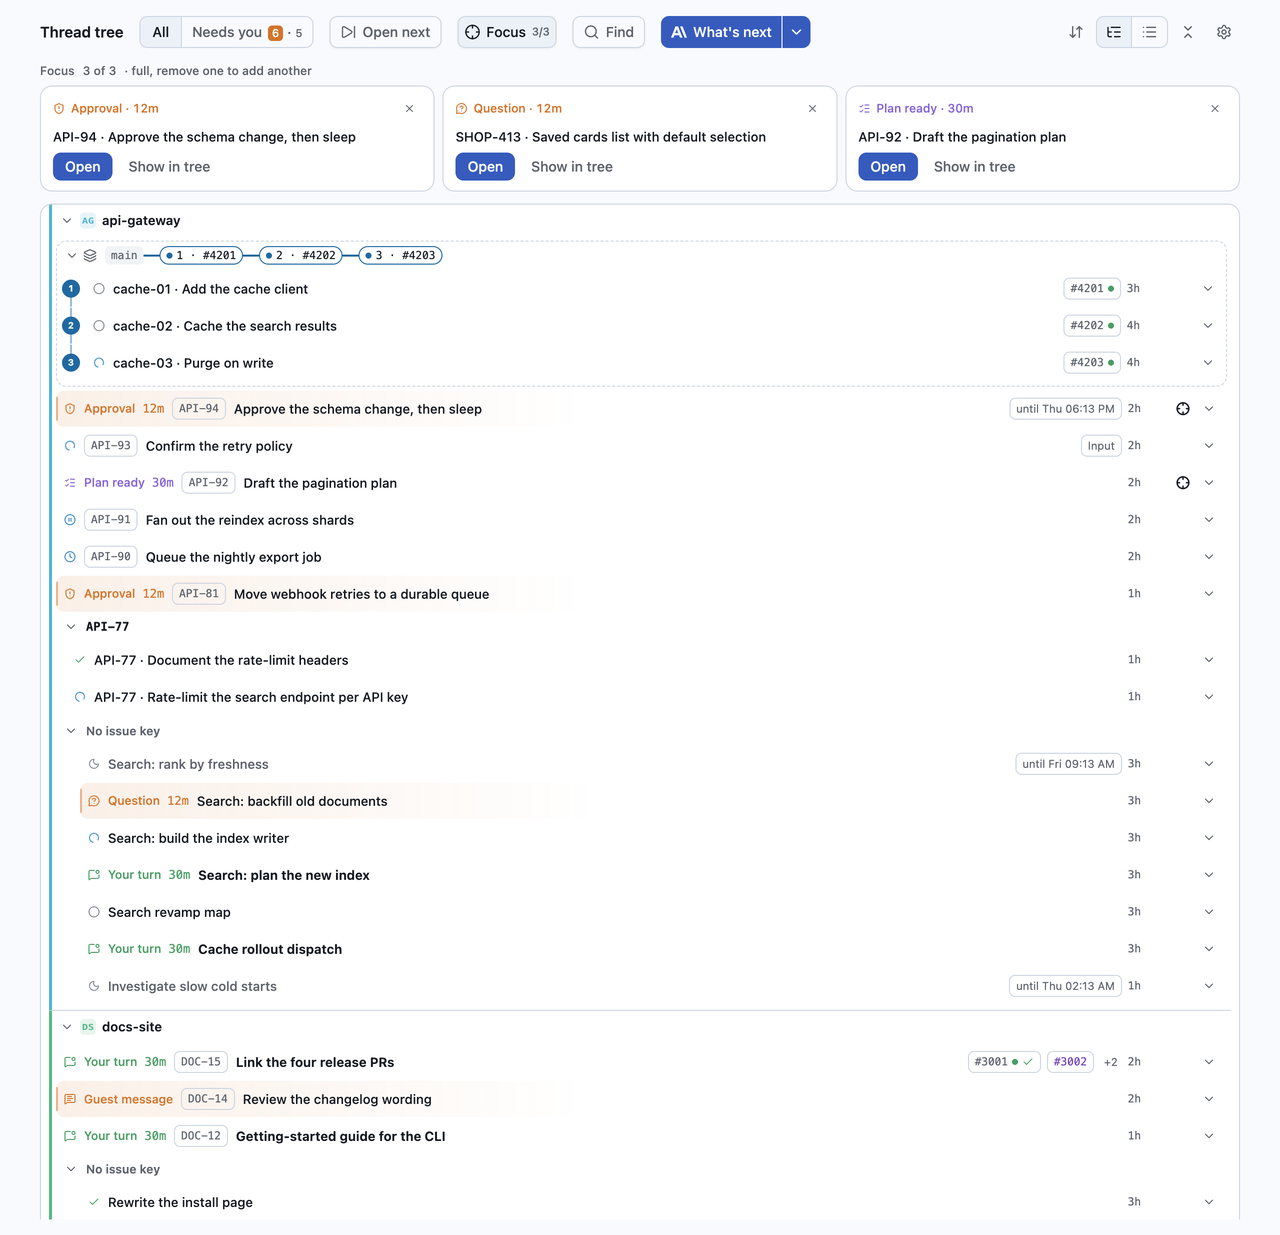 Thread tree All Needs you 6 · 5 Open next Focus 3/3 Find What's next
Focus 3 of 3 · full, remove one to add another
Approval · 12m
API-94 · Approve the schema change, then sleep
Open Show in tree
Question · 12m
SHOP-413 · Saved cards list with default selection
Open Show in tree
Plan ready · 30m
API-92 · Draft the pagination plan
Open Show in tree
AG api-gateway
main 1 · #4201 2 · #4202 3 · #4203
1 cache-01 · Add the cache client #4201 3h
2 cache-02 · Cache the search results #4202 4h
3 cache-03 · Purge on write #4203 4h
Approval 12m API-94 Approve the schema change, then sleep until Thu 06:13 PM 2h
API-93 Confirm the retry policy Input 2h
Plan ready 30m API-92 Draft the pagination plan 2h
API-91 Fan out the reindex across shards 2h
API-90 Queue the nightly export job 2h
Approval 12m API-81 Move webhook retries to a durable queue 1h
API-77
API-77 · Document the rate-limit headers 1h
API-77 · Rate-limit the search endpoint per API key 1h
No issue key
Search: rank by freshness until Fri 09:13 AM 3h
Question 12m Search: backfill old documents 3h
Search: build the index writer 3h
Your turn 30m Search: plan the new index 3h
Search revamp map 3h
Your turn 30m Cache rollout dispatch 3h
Investigate slow cold starts until Thu 02:13 AM 1h
DS docs-site
Your turn 30m DOC-15 Link the four release PRs #3001 #3002 +2 2h
Guest message DOC-14 Review the changelog wording 2h
Your turn 30m DOC-12 Getting-started guide for the CLI 1h
No issue key
Rewrite the install page 3h